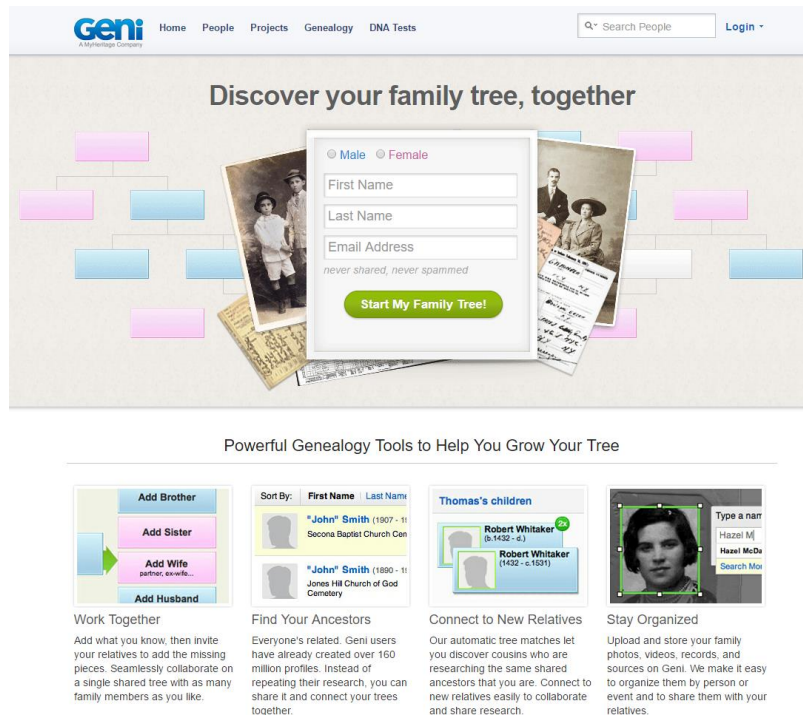 Geni
A MyHeritage Company
Home People Projects Genealogy DNA Tests
Search People
Login
Discover your family tree, together
Male Female
First Name
Last Name
Email Address
never shared, never spammed
Start My Family Tree!
Powerful Genealogy Tools to Help You Grow Your Tree
Add Brother
Add Sister
Add Wife
partner, ex-wife...
Add Husband
Work Together
Add what you know, then invite
your relatives to add the missing
pieces. Seamlessly collaborate on
a single shared tree with as many
family members as you like.
Sort By: First Name Last Name
"John" Smith (1907 - 19
Secona Baptist Church Cem
"John" Smith (1890 - 19
Jones Hill Church of God
Cemetery
Find Your Ancestors
Everyone's related. Geni users
have already created over 160
million profiles. Instead of
repeating their research, you can
share it and connect your trees
together.
Thomas's children
2x
Robert Whitaker
(b.1432 - d.)
Robert Whitaker
(1432 - c.1531)
Connect to New Relatives
Our automatic tree matches let
you discover cousins who are
researching the same shared
ancestors that you are. Connect to
new relatives easily to collaborate
and share research.
Type a nam
Hazel M
Hazel McDa
Search Mor
Stay Organized
Upload and store your family
photos, videos, records, and
sources on Geni. We make it easy
to organize them by person or
event and to share them with your
relatives.